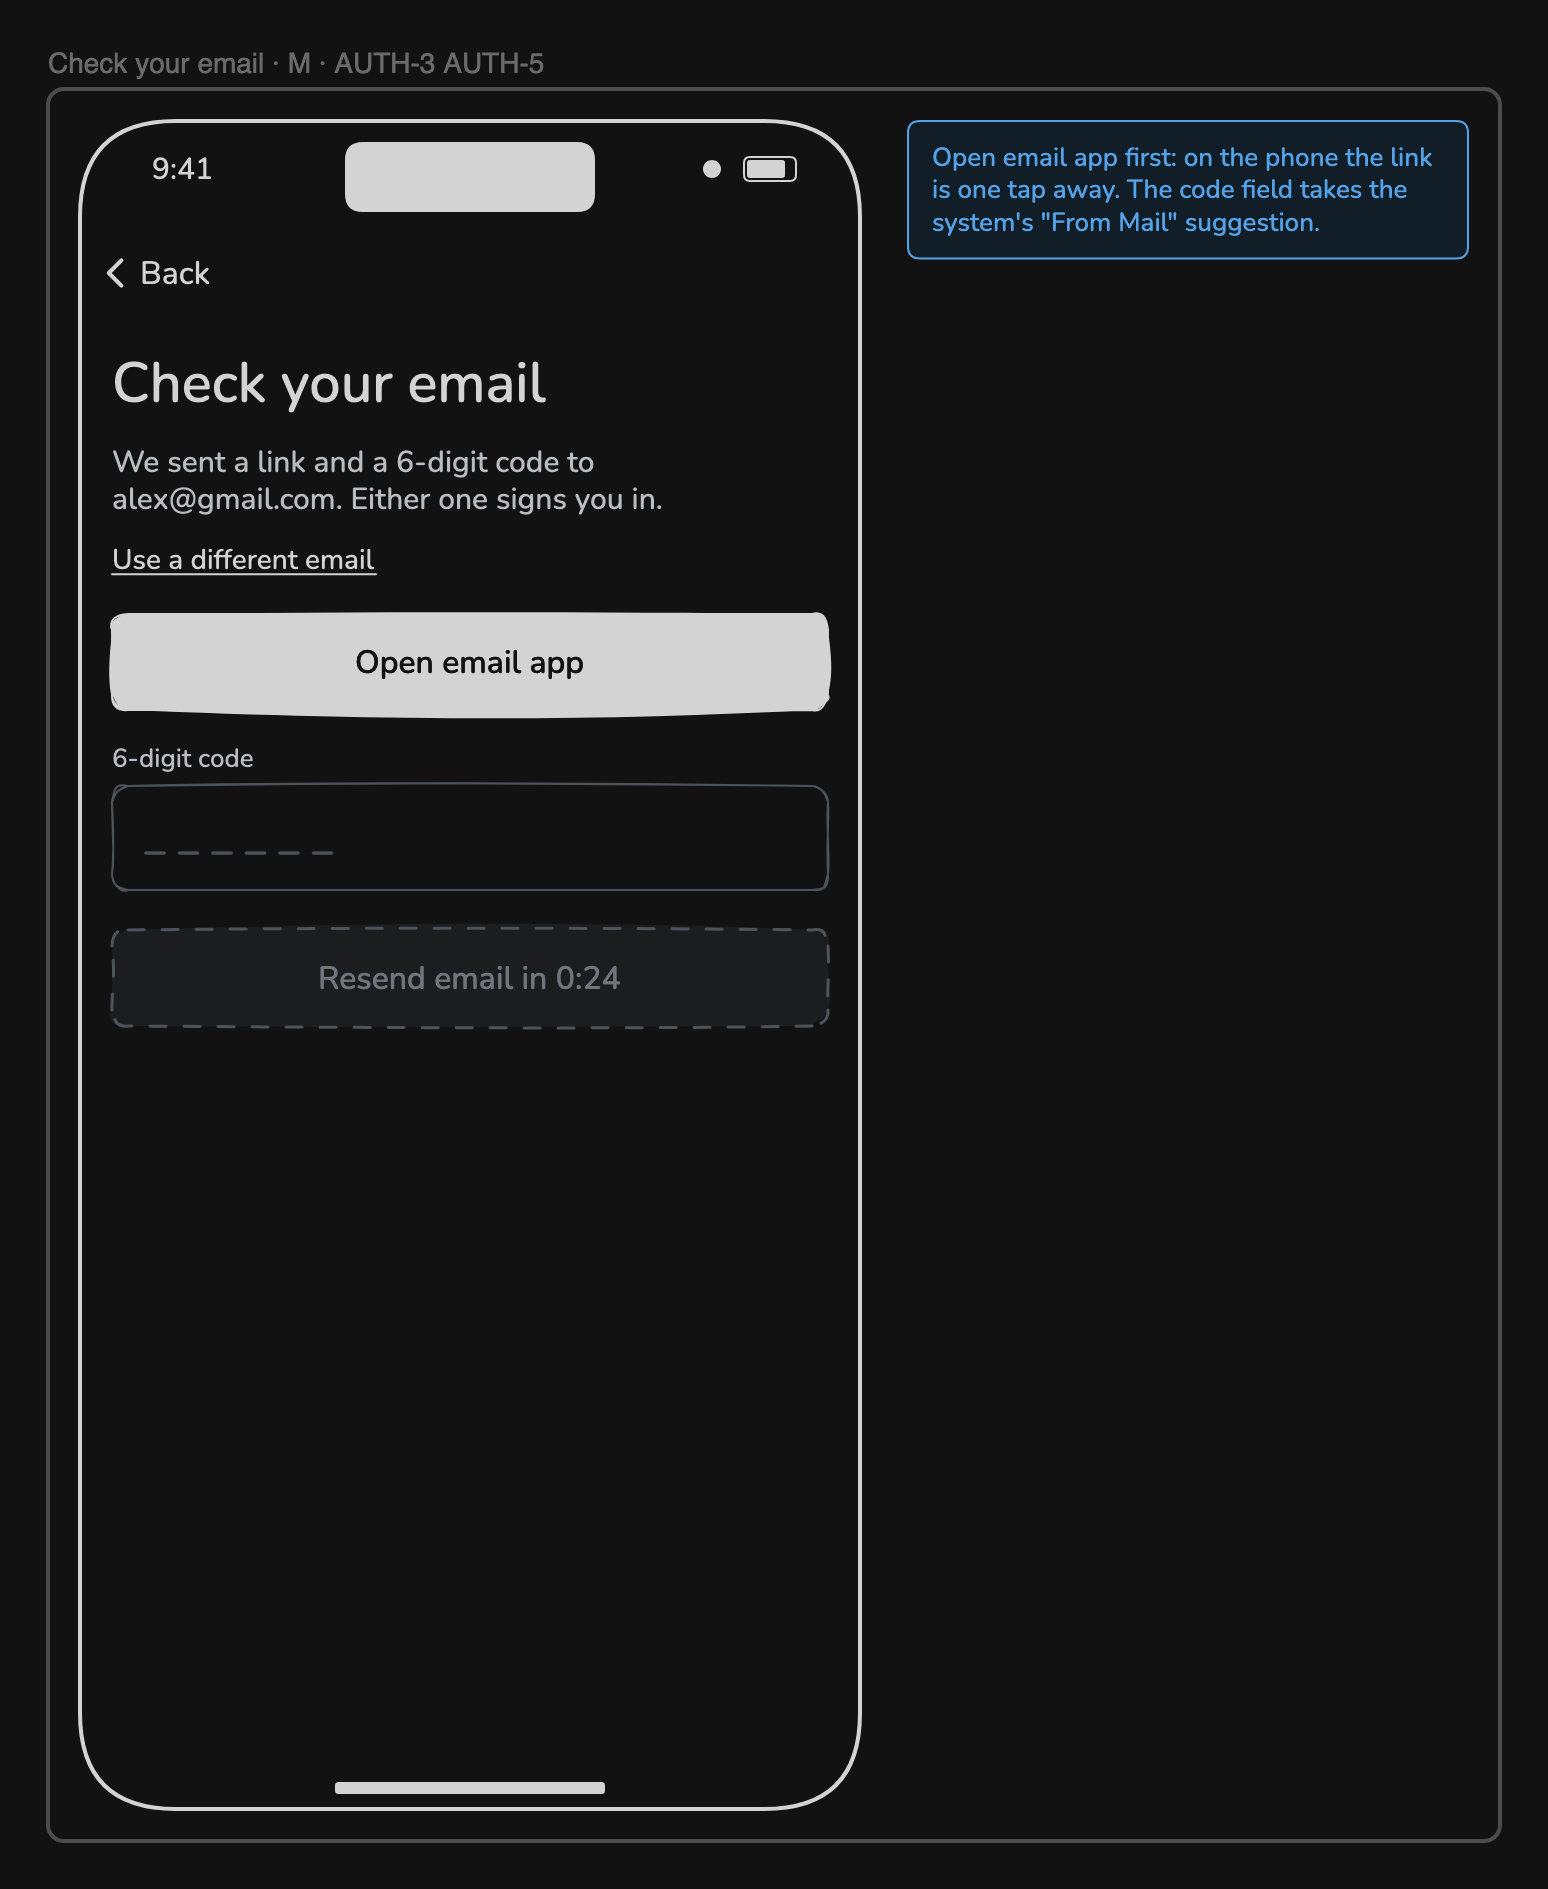 Check your email · M · AUTH-3 AUTH-5
9:41
Back
Check your email
We sent a link and a 6-digit code to
alex@gmail.com. Either one signs you in.
Use a different email
Open email app
6-digit code
_ _ _ _ _ _
Resend email in 0:24
Open email app first: on the phone the link
is one tap away. The code field takes the
system's "From Mail" suggestion.